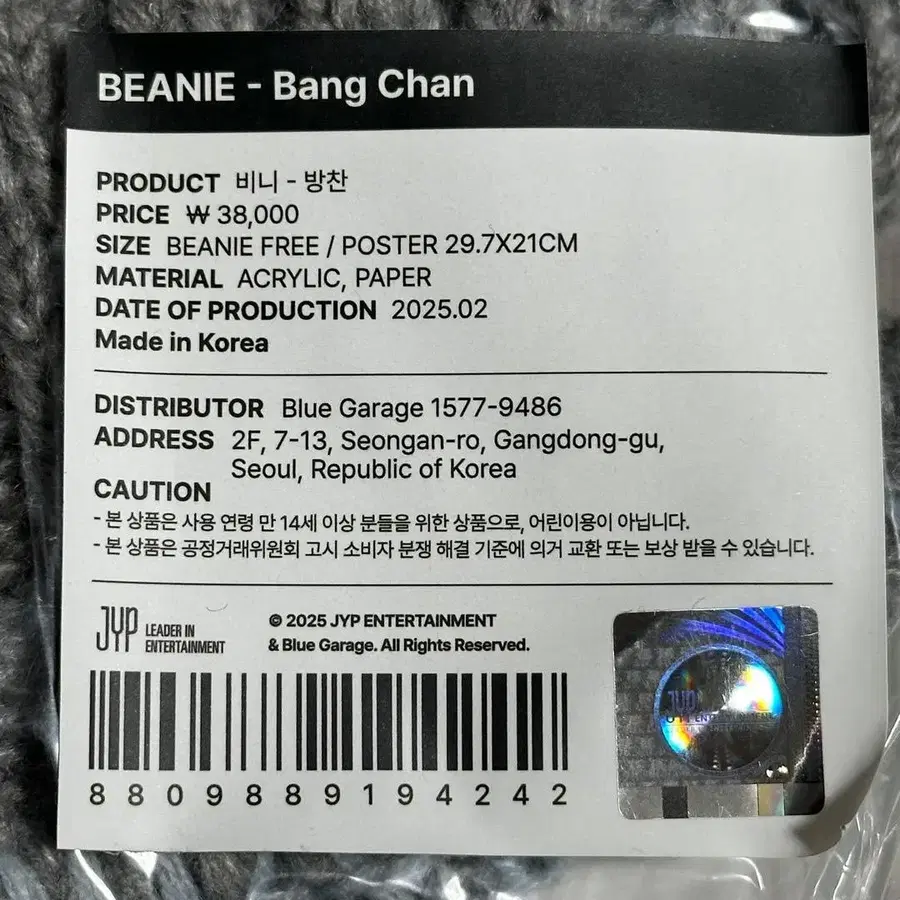 BEANIE - Bang Chan
PRODUCT 비니 - 방찬
PRICE ₩ 38,000
SIZE BEANIE FREE / POSTER 29.7X21CM
MATERIAL ACRYLIC, PAPER
DATE OF PRODUCTION 2025.02
Made in Korea
DISTRIBUTOR Blue Garage 1577-9486
ADDRESS 2F, 7-13, Seongan-ro, Gangdong-gu,
Seoul, Republic of Korea
CAUTION
- 본 상품은 사용 연령 만 14세 이상 분들을 위한 상품으로, 어린이용이 아닙니다.
- 본 상품은 공정거래위원회 고시 소비자 분쟁 해결 기준에 의거 교환 또는 보상 받을 수 있습니다.
JYP LEADER IN
ENTERTAINMENT
© 2025 JYP ENTERTAINMENT
& Blue Garage. All Rights Reserved.
8809889194242
JYP